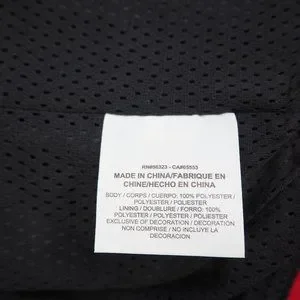 RN#56323 - CA#05553
MADE IN CHINA/FABRIQUE EN
CHINE/HECHO EN CHINA
BODY / CORPS / CUERPO: 100% POLYESTER /
POLYESTER / POLIESTER
LINING / DOUBLURE / FORRO: 100%
POLYESTER / POLYESTER / POLIESTER
EXCLUSIVE OF DECORATION / DECORATION
NON COMPRISE / NO INCLUYE LA
DECORACION